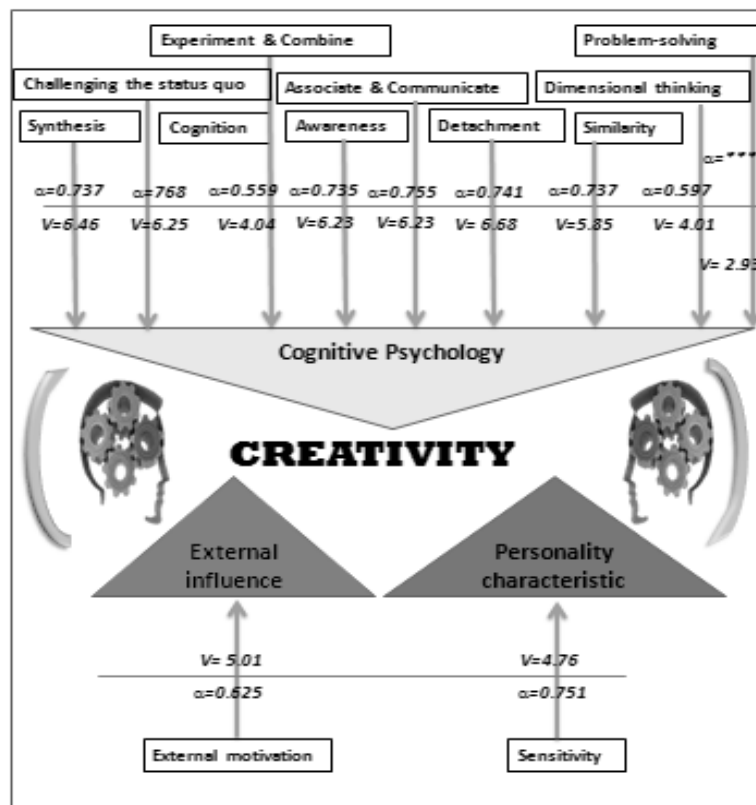 Experiment & Combine
Problem-solving
Challenging the status quo
Associate & Communicate
Dimensional thinking
Synthesis
Cognition
Awareness
Detachment
Similarity
α=***
α=0.737
α=768
α=0.559
α=0.735
α=0.755
α=0.741
α=0.737
α=0.597
V=6.46
V=6.25
V=4.04
V=6.23
V=6.23
V= 6.68
V=5.85
V= 4.01
V= 2.93
Cognitive Psychology
CREATIVITY
External
influence
Personality
characteristic
V= 5.01
V=4.76
α=0.625
α=0.751
External motivation
Sensitivity